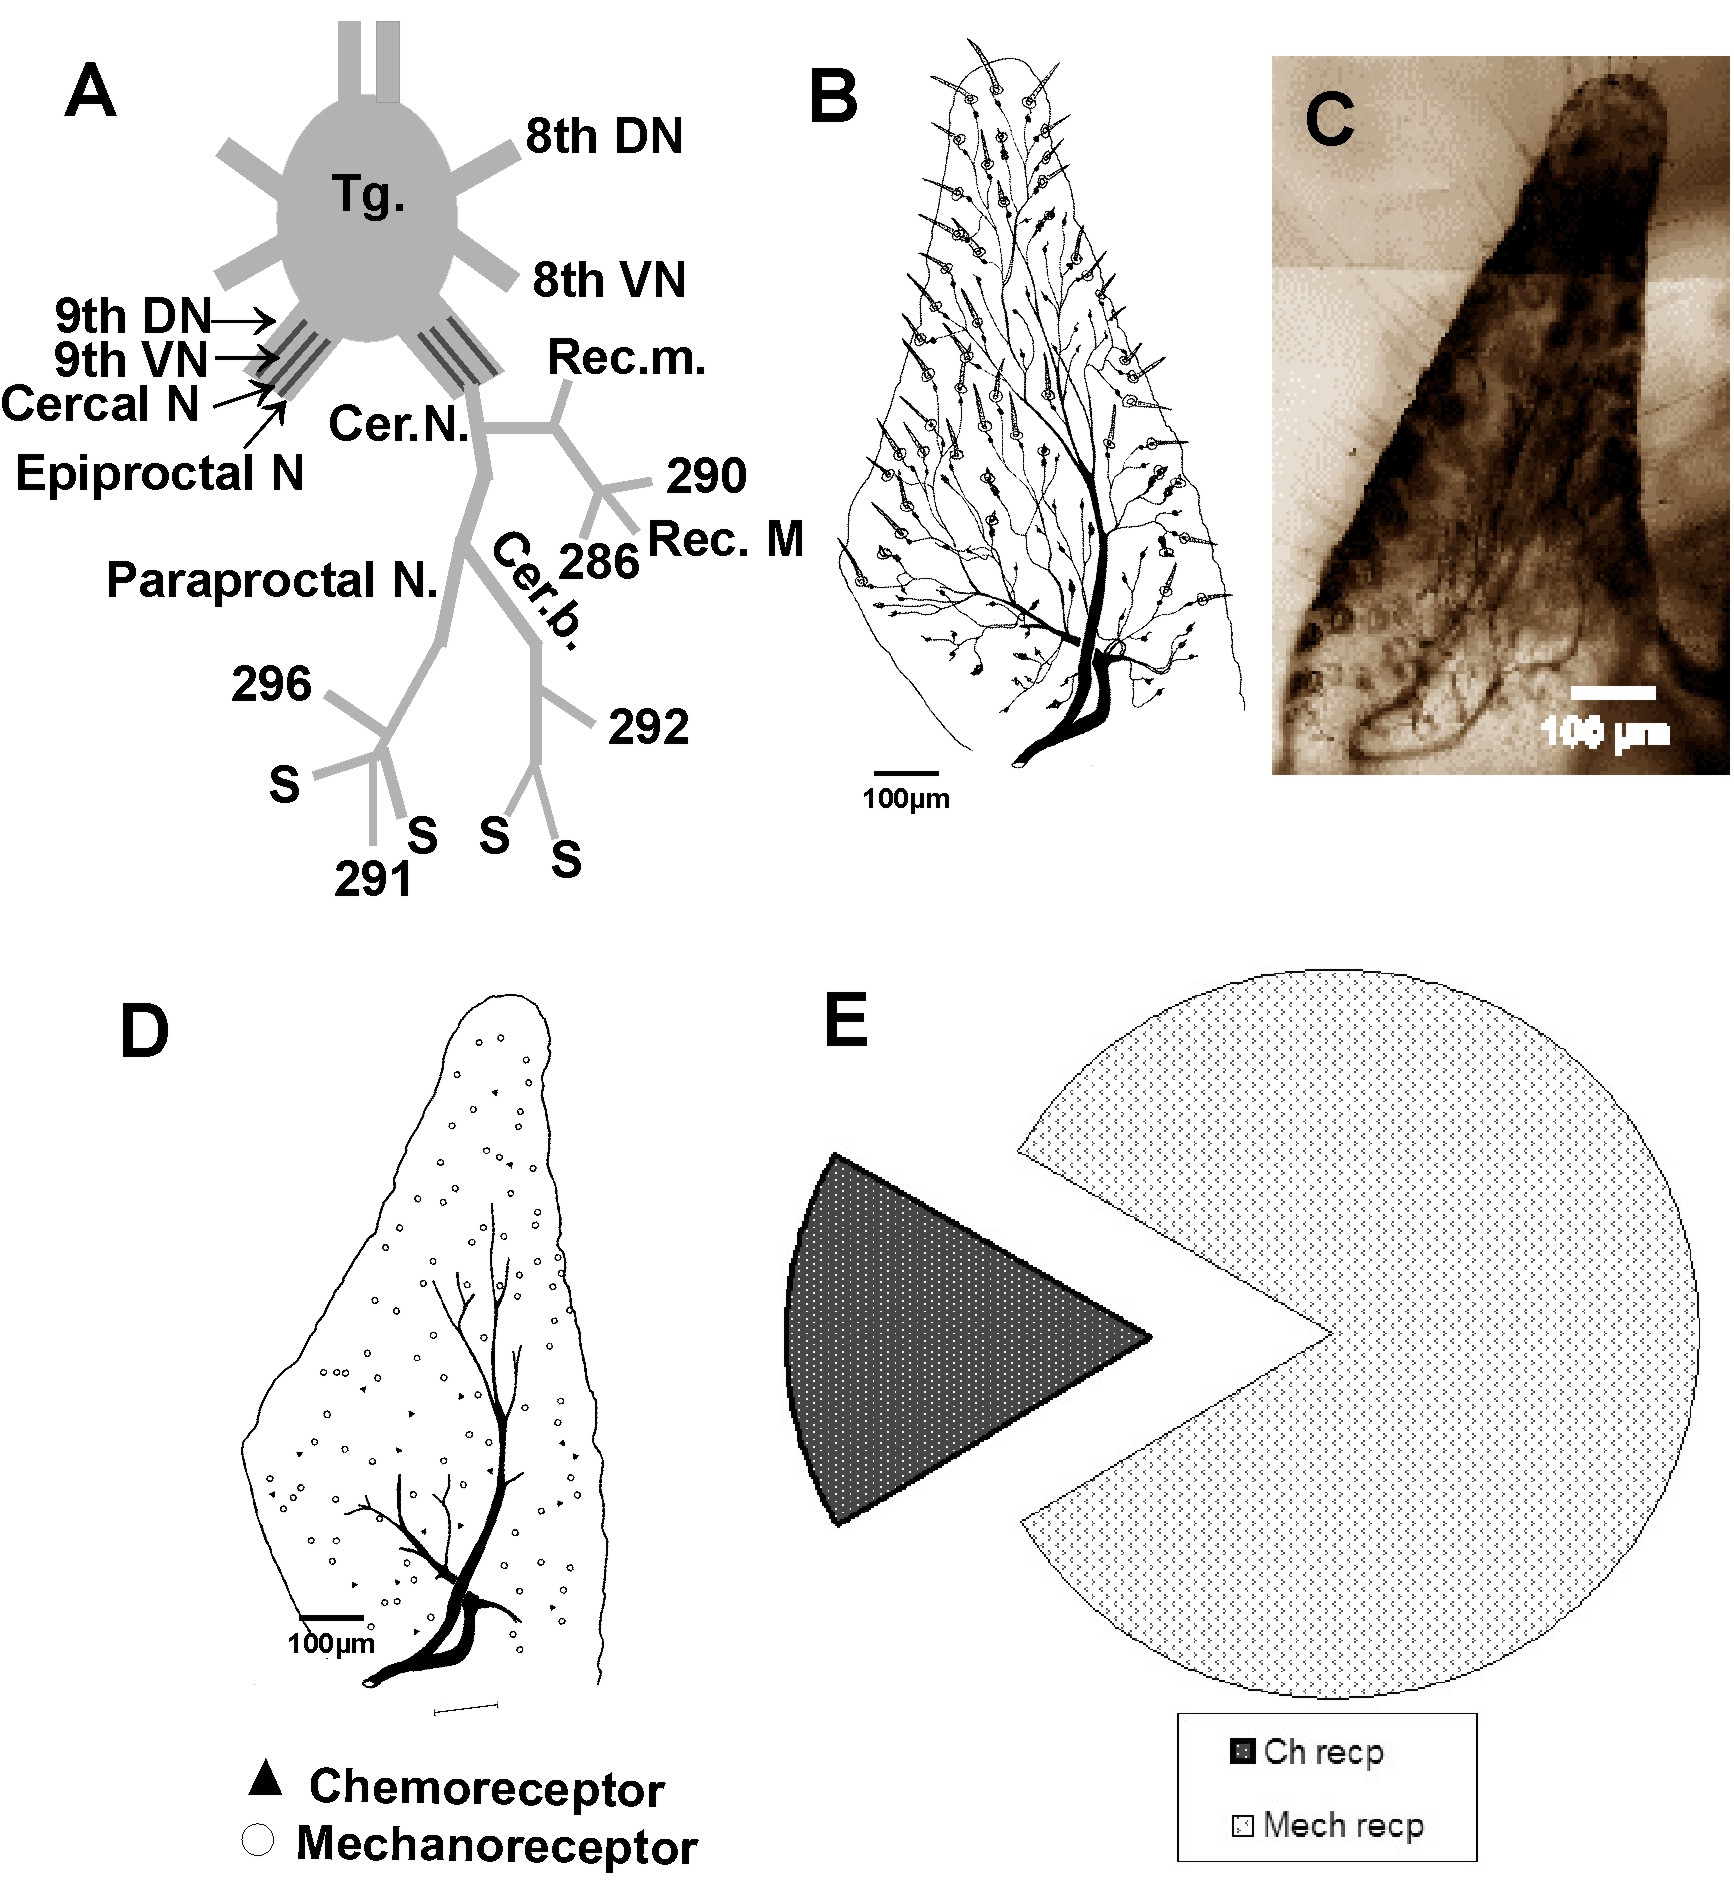 A
Tg.
8th DN
8th VN
9th DN
9th VN
Cercal N
Epiproctal N
Cer.N.
Rec.m.
290
Rec. M
286
Cer.b.
Paraproctal N.
296
292
S
S
S
S
291
B
100µm
C
100 µm
D
100µm
Chemoreceptor
Mechanoreceptor
E
Ch recp
Mech recp